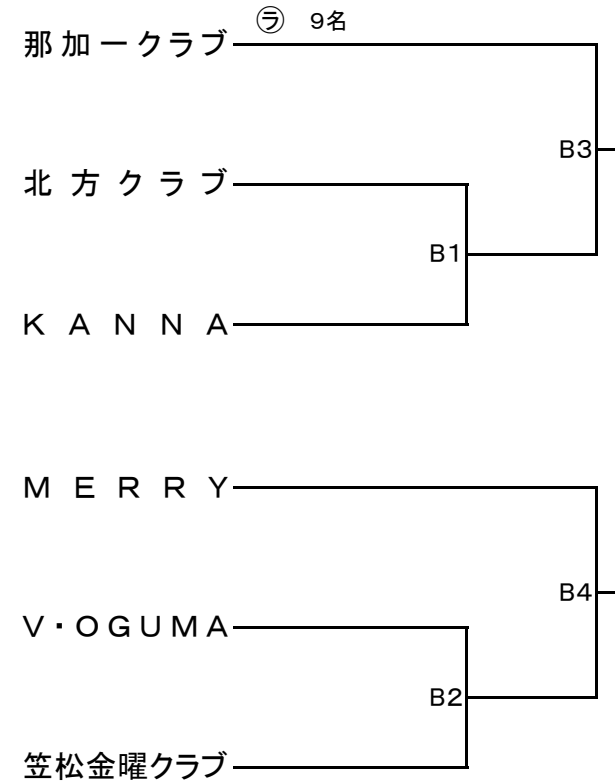 ㋶ 9名
那加一クラブ
B3
北方クラブ
B1
KANNA
MERRY
B4
V・OGUMA
B2
笠松金曜クラブ